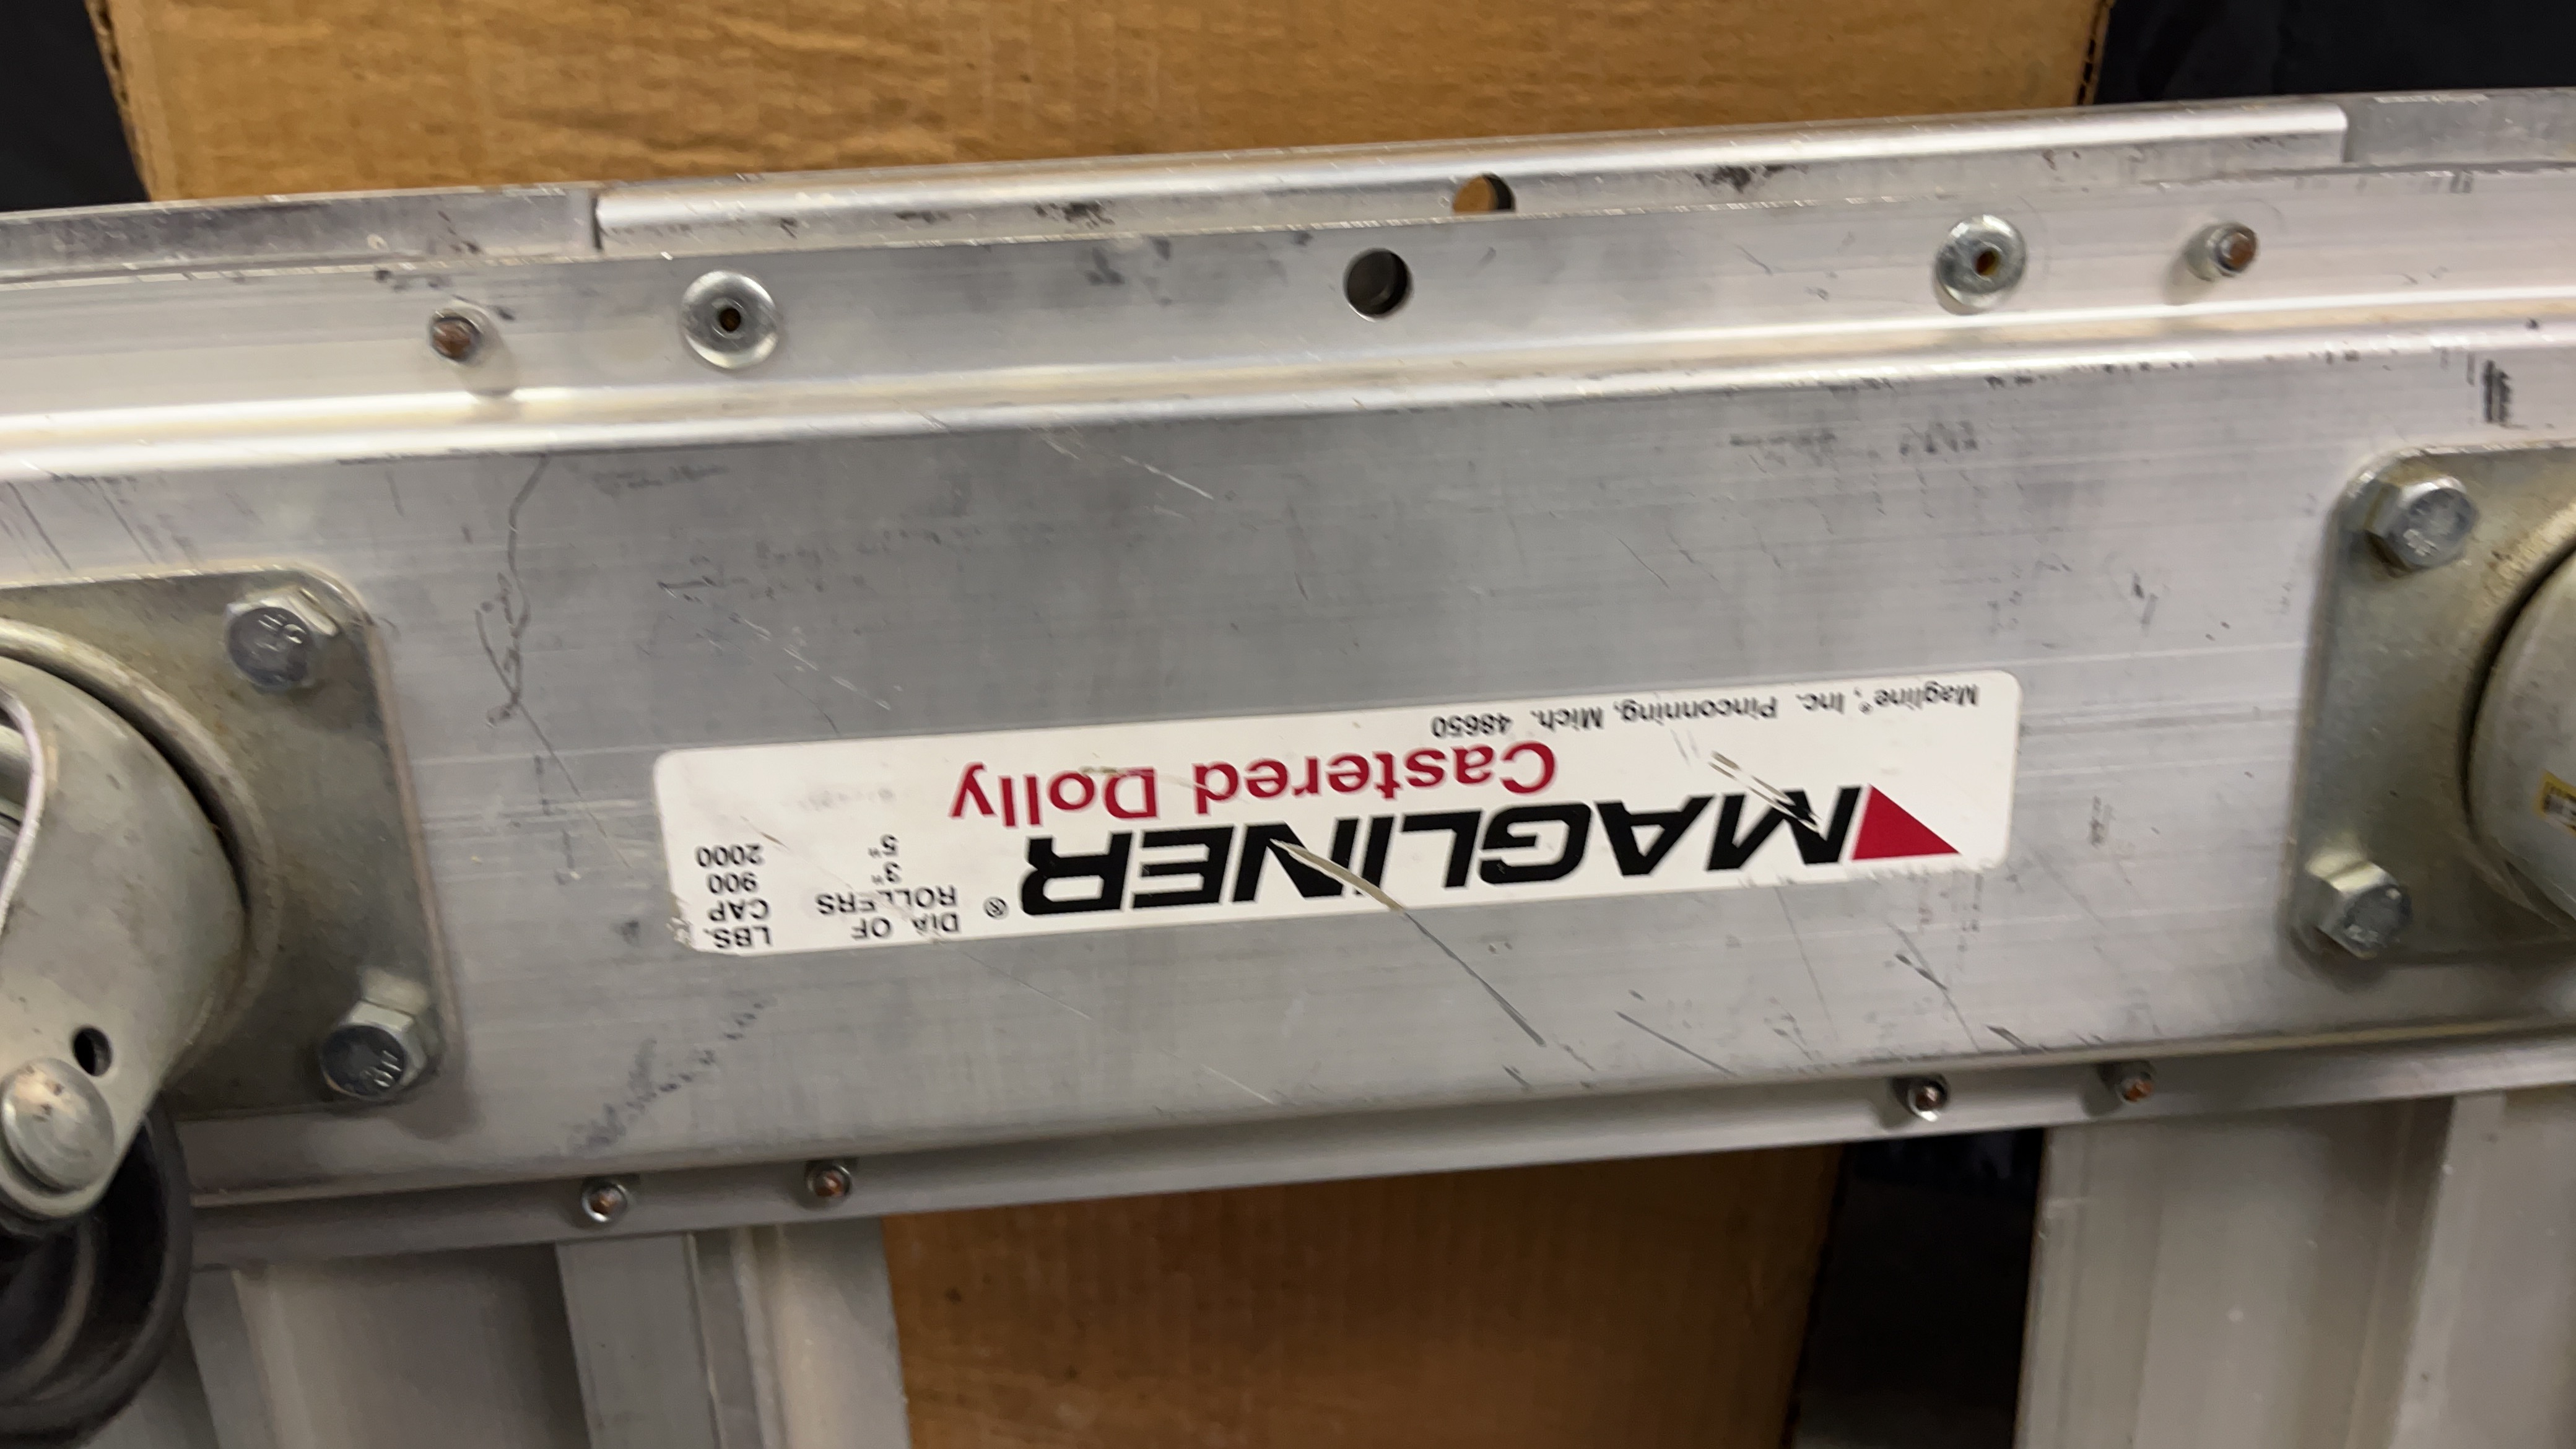 LBS. CAP
900
2000
DIA OF ROLLERS
3"
5"
MAGLINER®
Castered Dolly
Magline®, Inc. Pinconning, Mich. 48650